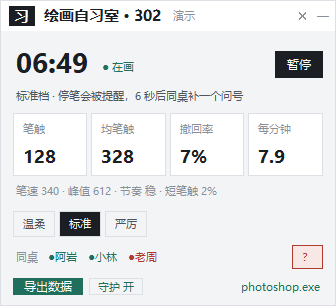 习 绘画自习室 • 302 演示 × —
06:49 ● 在画 暂停
标准档 · 停笔会被提醒，6 秒后同桌补一个问号
笔触 均笔触 撤回率 每分钟
128 328 7% 7.9
笔速 340 · 峰值 612 · 节奏 稳 · 短笔触 2%
温柔 标准 严厉
同桌 ●阿岩 ●小林 ●老周 ?
导出数据 守护 开 photoshop.exe